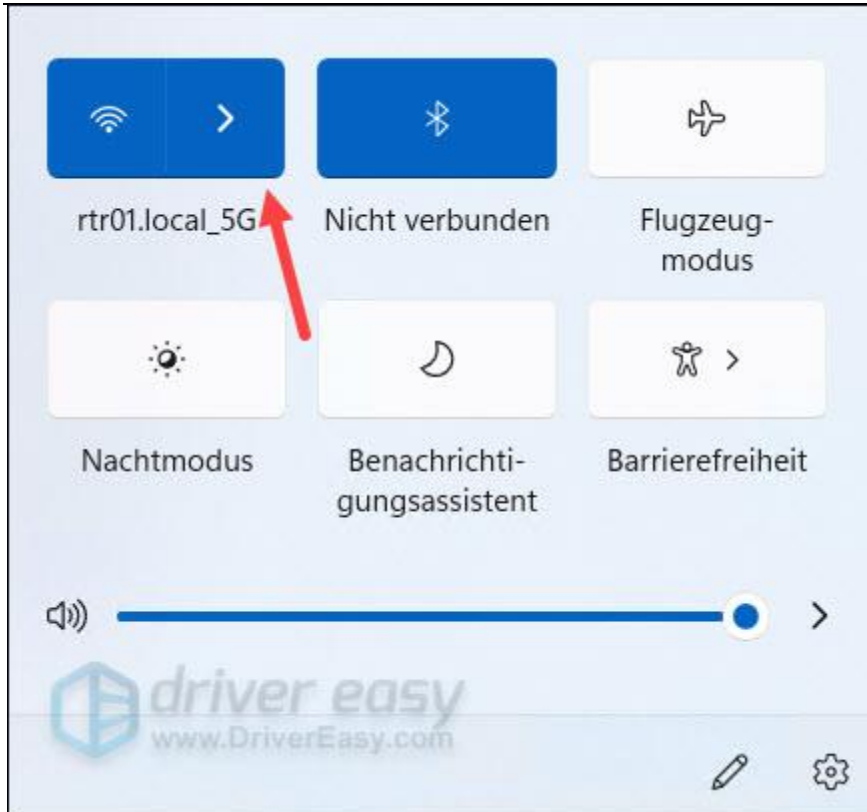 rtr01.local_5G
Nicht verbunden
Flugzeug-
modus
Nachtmodus
Benachrichti-
gungsassistent
Barrierefreiheit
driver easy
www.DriverEasy.com